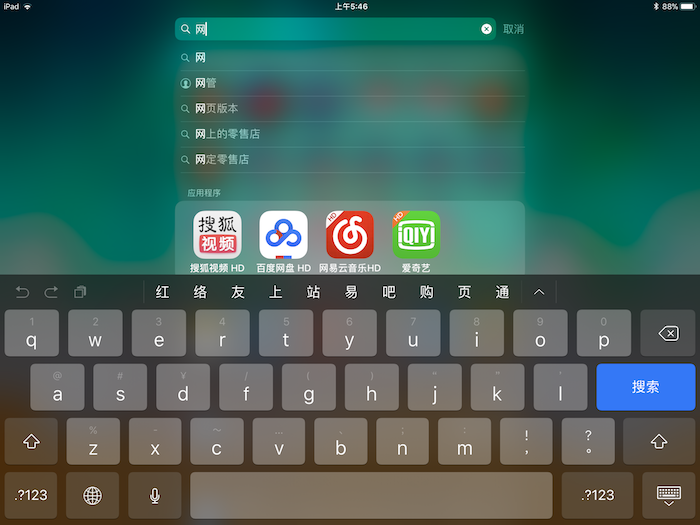 iPad 上午5:46 88%
网 取消
网
网管
网页版本
网上的零售店
网定零售店
应用程序
搜狐视频 HD HD iQIYI
搜狐视频 HD 百度网盘 HD 网易云音乐HD 爱奇艺
红 络 友 上 站 易 吧 购 页 通
1 2 3 4 5 6 7 8 9 0
q w e r t y u i o p
@ # ¥ / ( ) “ ” ‘
a s d f g h j k l 搜索
% - ~ … 、 ; : ! ?
z x c v b n m , 。
.?123 .?123